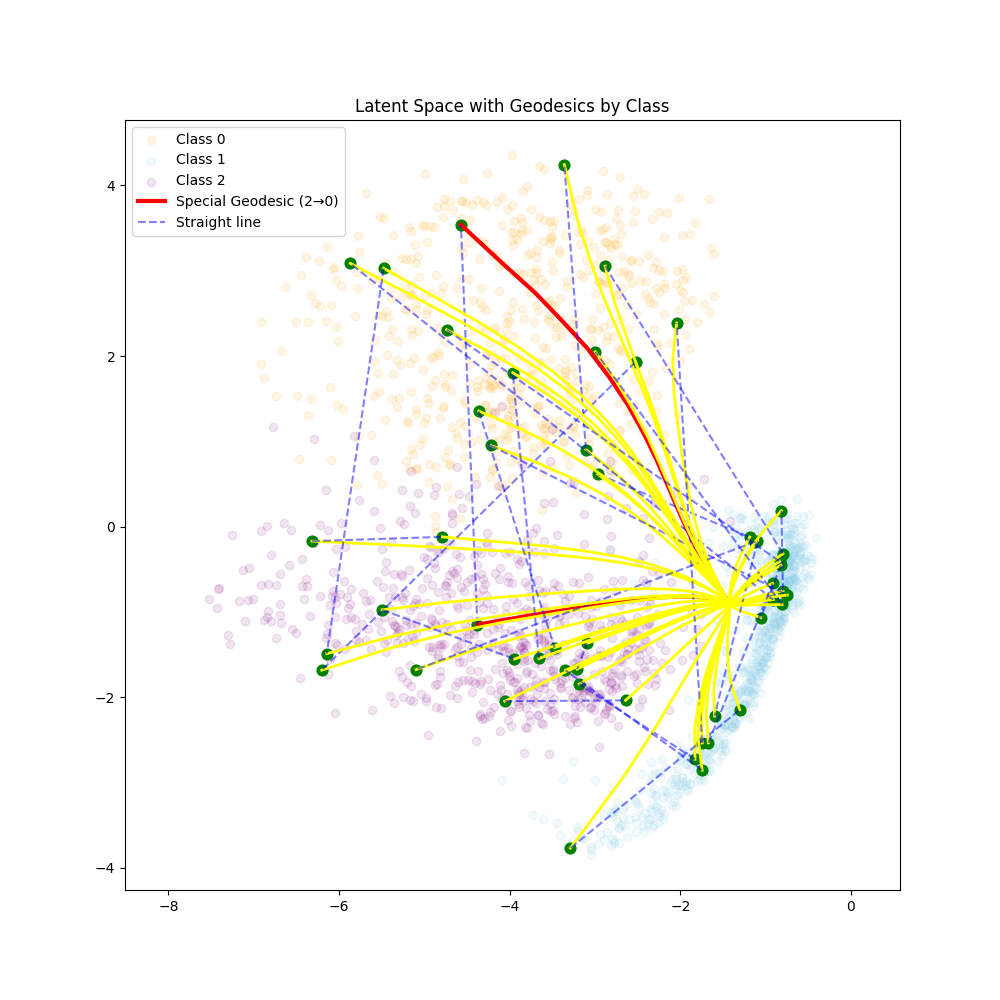 Latent Space with Geodesics by Class
Class 0
Class 1
Class 2
Special Geodesic (2→0)
Straight line
4
2
0
−2
−4
−8
−6
−4
−2
0